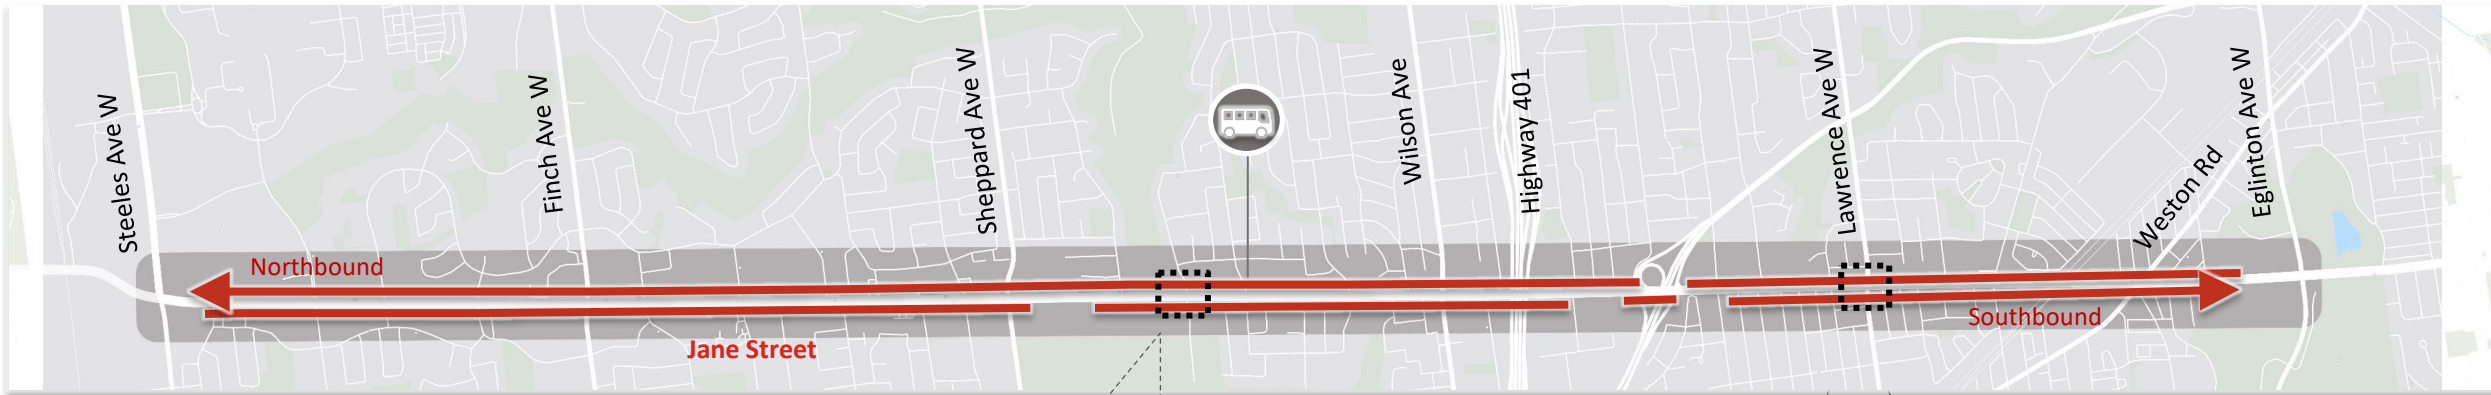 Steeles Ave W
Finch Ave W
Sheppard Ave W
Wilson Ave
Highway 401
Lawrence Ave W
Weston Rd
Eglinton Ave W
Northbound
Southbound
Jane Street